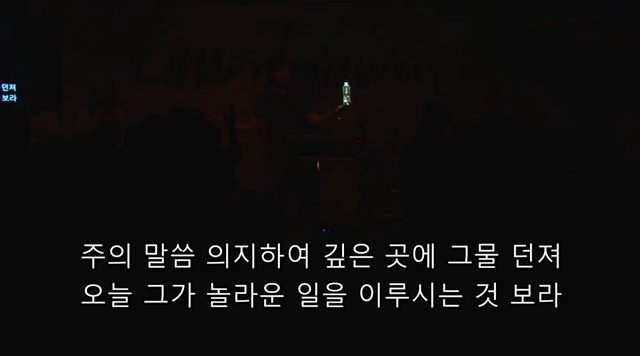 던져
보라
주의 말씀 의지하여 깊은 곳에 그물 던져
오늘 그가 놀라운 일을 이루시는 것 보라